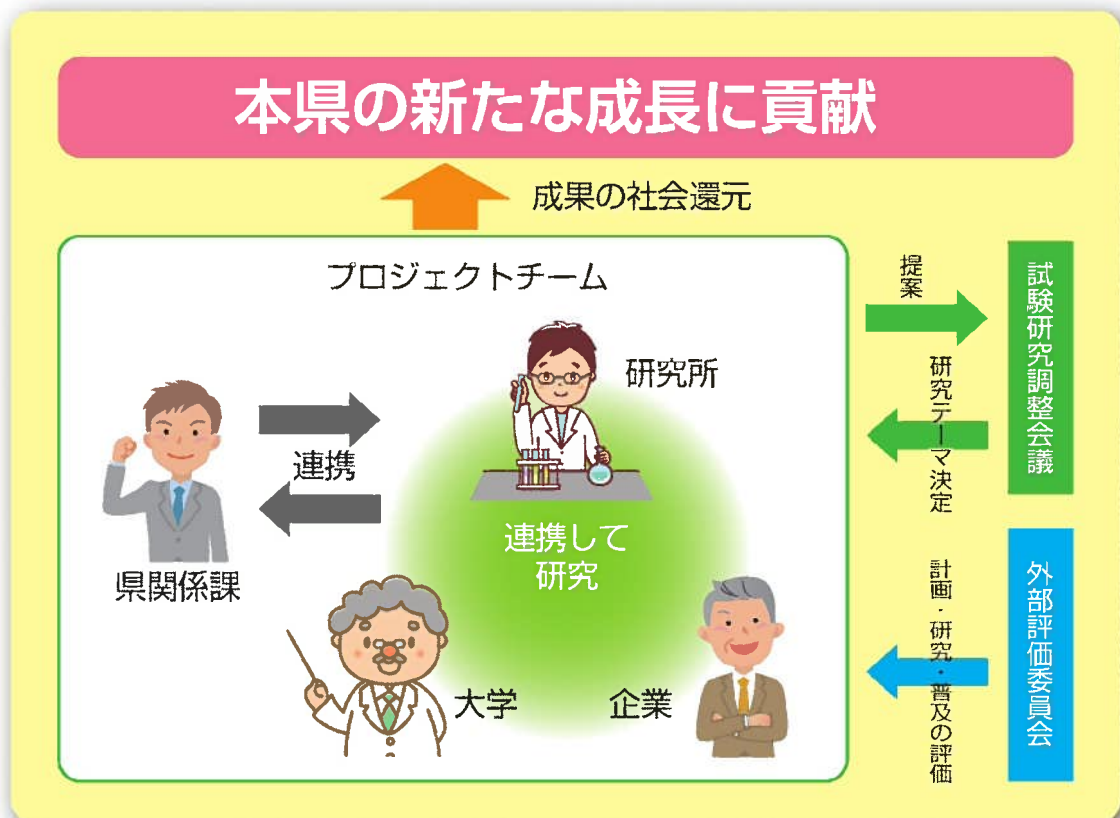 本県の新たな成長に貢献
成果の社会還元
プロジェクトチーム
研究所
連携
県関係課
連携して
研究
大学
企業
提案
研究テーマ決定
試験研究調整会議
計画・研究・普及の評価
外部評価委員会